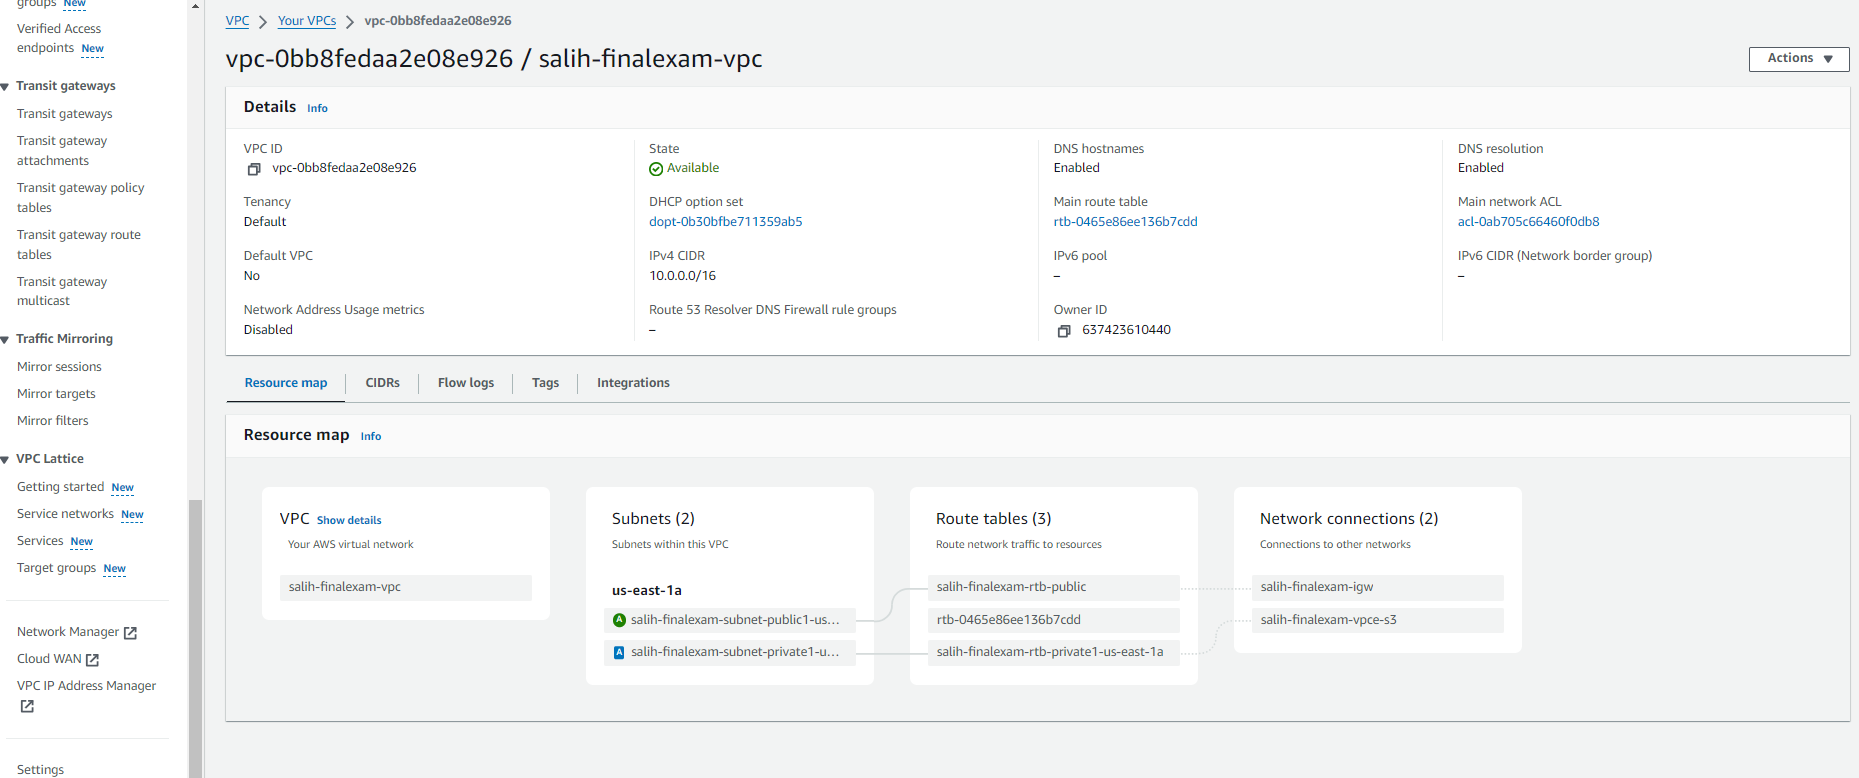 groups New
Verified Access
endpoints New
Transit gateways
Transit gateways
Transit gateway
attachments
Transit gateway policy
tables
Transit gateway route
tables
Transit gateway
multicast
Traffic Mirroring
Mirror sessions
Mirror targets
Mirror filters
VPC Lattice
Getting started New
Service networks New
Services New
Target groups New
Network Manager
Cloud WAN
VPC IP Address Manager
Settings
VPC > Your VPCs > vpc-0bb8fedaa2e08e926
vpc-0bb8fedaa2e08e926 / salih-finalexam-vpc
Actions
Details Info
VPC ID
vpc-0bb8fedaa2e08e926
State
Available
DNS hostnames
Enabled
DNS resolution
Enabled
Tenancy
Default
DHCP option set
dopt-0b30bfbe711359ab5
Main route table
rtb-0465e86ee136b7cdd
Main network ACL
acl-0ab705c66460f0db8
Default VPC
No
IPv4 CIDR
10.0.0.0/16
IPv6 pool
–
IPv6 CIDR (Network border group)
–
Network Address Usage metrics
Disabled
Route 53 Resolver DNS Firewall rule groups
–
Owner ID
637423610440
Resource map CIDRs Flow logs Tags Integrations
Resource map Info
VPC Show details
Your AWS virtual network
salih-finalexam-vpc
Subnets (2)
Subnets within this VPC
us-east-1a
A salih-finalexam-subnet-public1-us...
A salih-finalexam-subnet-private1-u...
Route tables (3)
Route network traffic to resources
salih-finalexam-rtb-public
rtb-0465e86ee136b7cdd
salih-finalexam-rtb-private1-us-east-1a
Network connections (2)
Connections to other networks
salih-finalexam-igw
salih-finalexam-vpce-s3